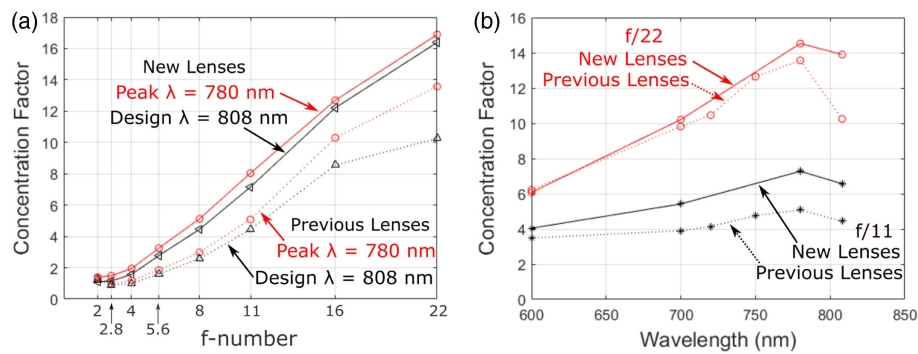 (a)
18
16
14
12
10
8
6
4
2
0
Concentration Factor
New Lenses
Peak λ = 780 nm
Design λ = 808 nm
Previous Lenses
Peak λ = 780 nm
Design λ = 808 nm
2
2.8
4
5.6
8
11
16
22
f-number
(b)
16
14
12
10
8
6
4
2
0
Concentration Factor
f/22
New Lenses
Previous Lenses
f/11
New Lenses
Previous Lenses
600
650
700
750
800
850
Wavelength (nm)